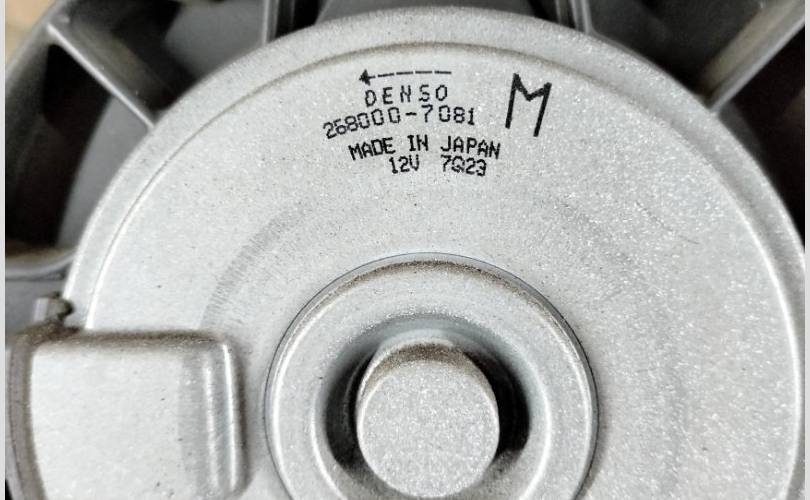 DENSO
268000-7081
M
MADE IN JAPAN
12V 7Q23